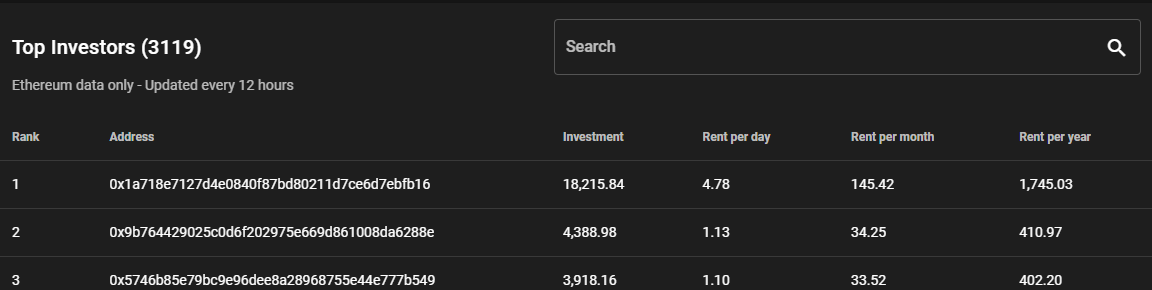 Top Investors (3119)
Search
Ethereum data only - Updated every 12 hours
Rank Address Investment Rent per day Rent per month Rent per year
1 0x1a718e7127d4e0840f87bd80211d7ce6d7ebfb16 18,215.84 4.78 145.42 1,745.03
2 0x9b764429025c0d6f202975e669d861008da6288e 4,388.98 1.13 34.25 410.97
3 0x5746b85e79bc9e96dee8a28968755e44e777b549 3,918.16 1.10 33.52 402.20